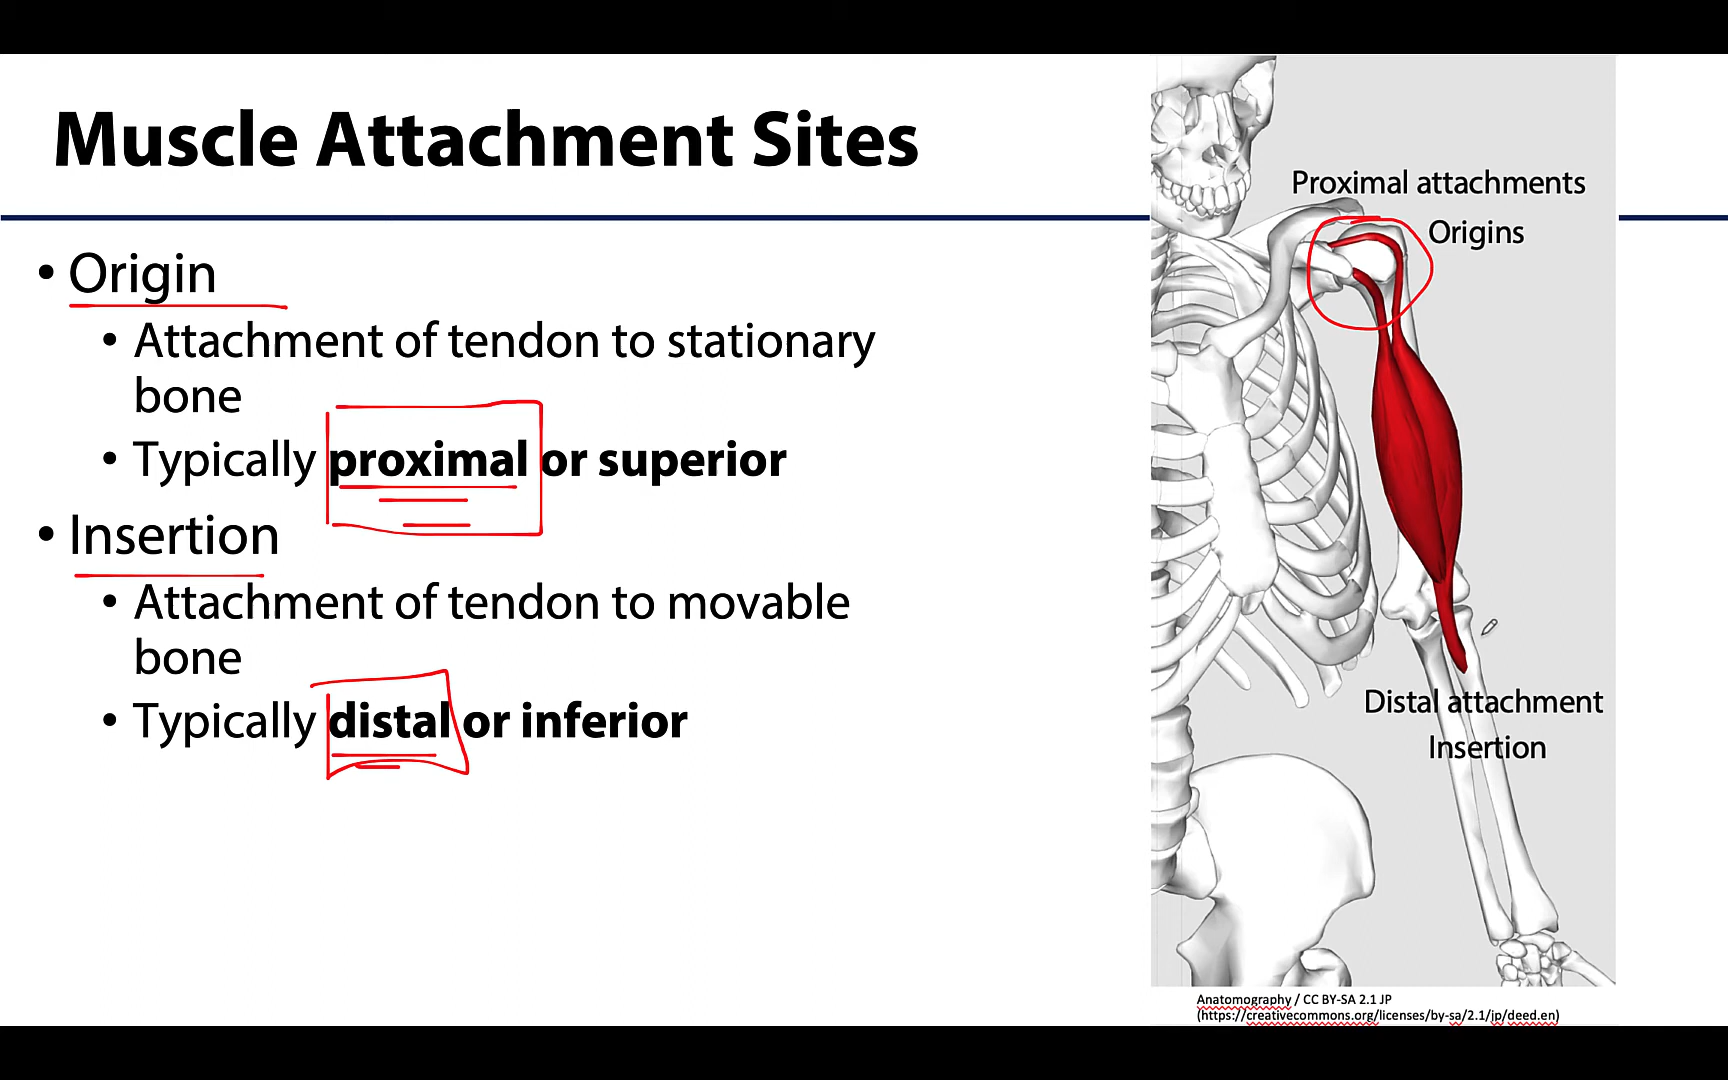 Muscle Attachment Sites
• Origin
• Attachment of tendon to stationary
bone
• Typically proximal or superior
• Insertion
• Attachment of tendon to movable
bone
• Typically distal or inferior
Proximal attachments
Origins
Distal attachment
Insertion
Anatomography / CC BY-SA 2.1 JP
(https://creativecommons.org/licenses/by-sa/2.1/jp/deed.en)